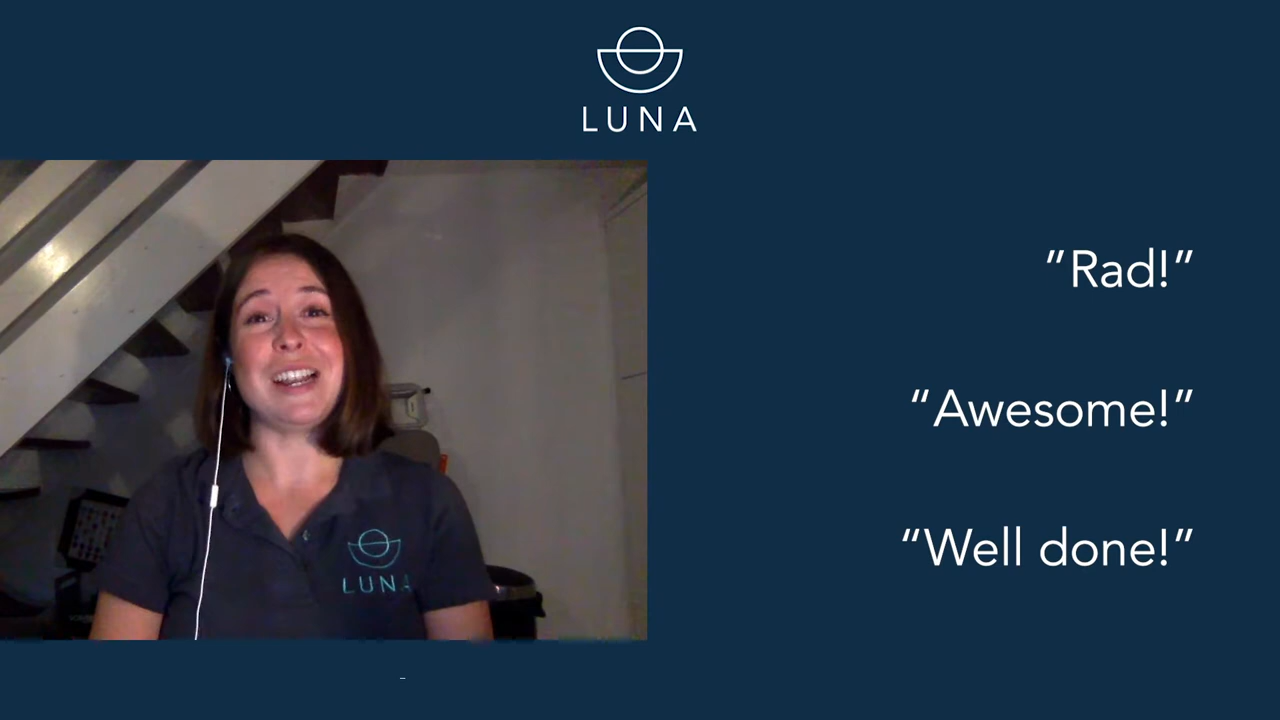 LUNA
”Rad!”
“Awesome!”
“Well done!”
LUNA